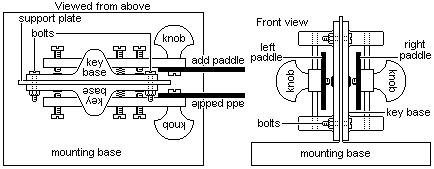 Viewed from above
support plate
bolts
knob
add paddle
key
base
key
base
add paddle
knob
mounting base
Front view
left
paddle
right
paddle
knob
knob
key base
bolts
mounting base